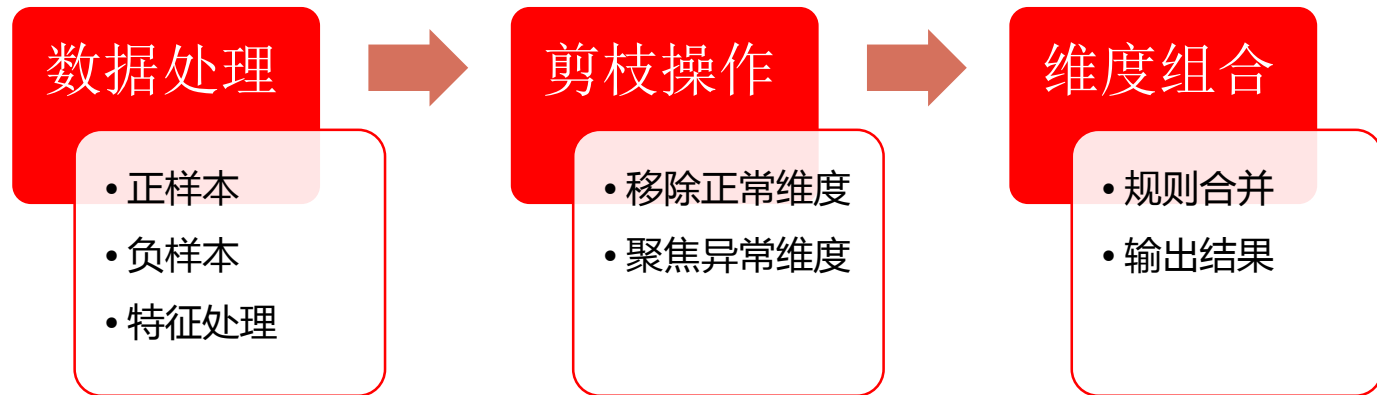 数据处理
• 正样本
• 负样本
• 特征处理
剪枝操作
• 移除正常维度
• 聚焦异常维度
维度组合
• 规则合并
• 输出结果